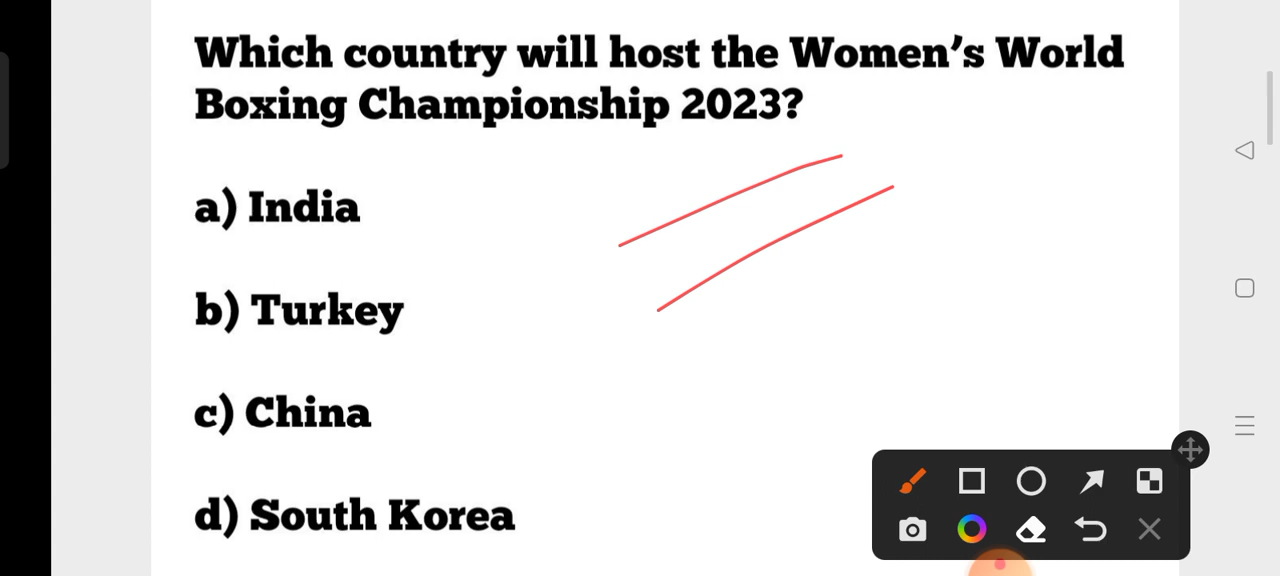 Which country will host the Women’s World
Boxing Championship 2023?
a) India
b) Turkey
c) China
d) South Korea